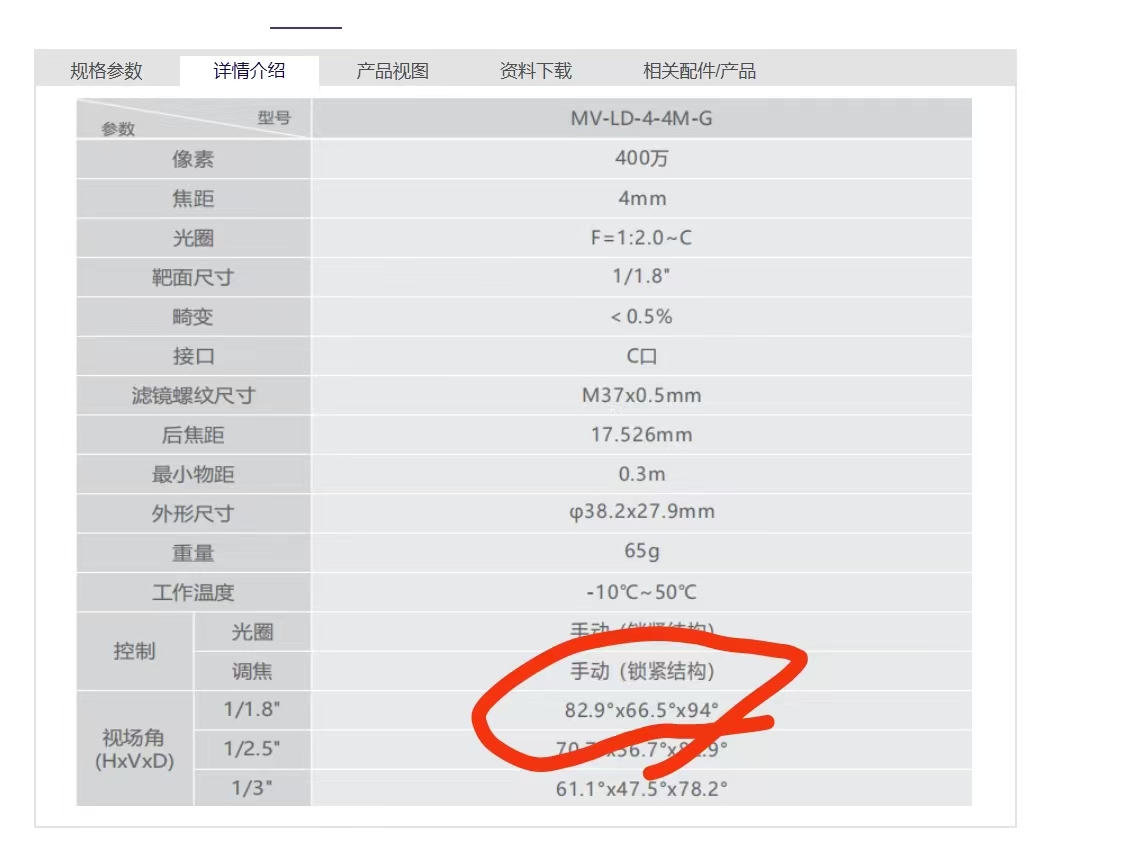 规格参数 详情介绍 产品视图 资料下载 相关配件/产品
参数 型号 MV-LD-4-4M-G
像素 400万
焦距 4mm
光圈 F=1:2.0~C
靶面尺寸 1/1.8"
畸变 < 0.5%
接口 C口
滤镜螺纹尺寸 M37x0.5mm
后焦距 17.526mm
最小物距 0.3m
外形尺寸 φ38.2x27.9mm
重量 65g
工作温度 -10℃~50℃
控制 光圈 手动 (锁紧结构)
调焦 手动 (锁紧结构)
视场角 (HxVxD) 1/1.8" 82.9°x66.5°x94°
1/2.5"
1/3" 61.1°x47.5°x78.2°